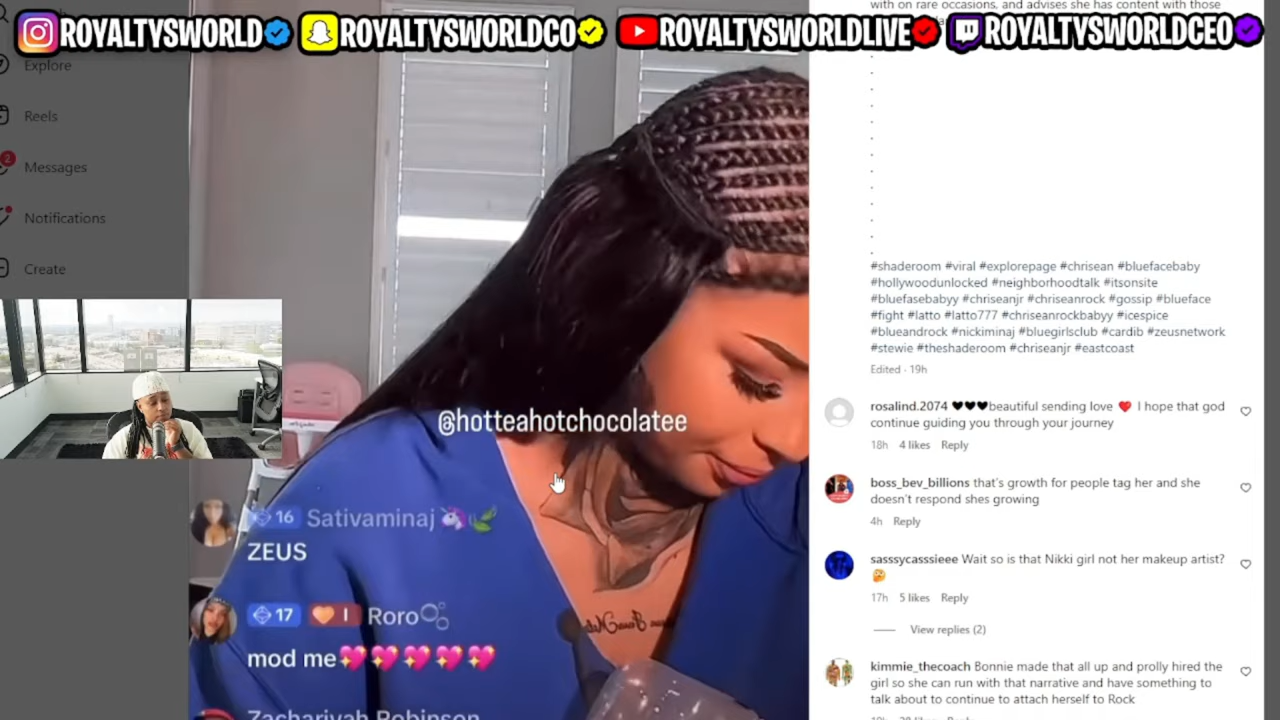 ROYALTYSWORLD
ROYALTYSWORLDCO
ROYALTYSWORLDLIVE
ROYALTYSWORLDCEO
with on rare occasions, and advises she has content with those
Explore
Reels
2
Messages
Notifications
Create
@hotteahotchocolatee
16 Sativaminaj
ZEUS
17 I Roro
mod me💖💖💖💖💖
Zachariyah Robinson
.
.
.
.
.
.
.
.
.
.
.
.
.
#shaderoom #viral #explorepage #chrisean #bluefacebaby
#hollywoodunlocked #neighborhoodtalk #itsonsite
#bluefasebabyy #chriseanjr #chriseanrock #gossip #blueface
#fight #latto #latto777 #chriseanrockbabyy #icespice
#blueandrock #nickiminaj #bluegirlsclub #cardib #zeusnetwork
#stewie #theshaderoom #chriseanjr #eastcoast
Edited · 19h
rosalind.2074 🖤🖤🖤beautiful sending love ❤️ I hope that god
continue guiding you through your journey
18h 4 likes Reply
boss_bev_billions that's growth for people tag her and she
doesn't respond shes growing
4h Reply
sasssycasssieee Wait so is that Nikki girl not her makeup artist?
🤔
17h 5 likes Reply
View replies (2)
kimmie_thecoach Bonnie made that all up and prolly hired the
girl so she can run with that narrative and have something to
talk about to continue to attach herself to Rock